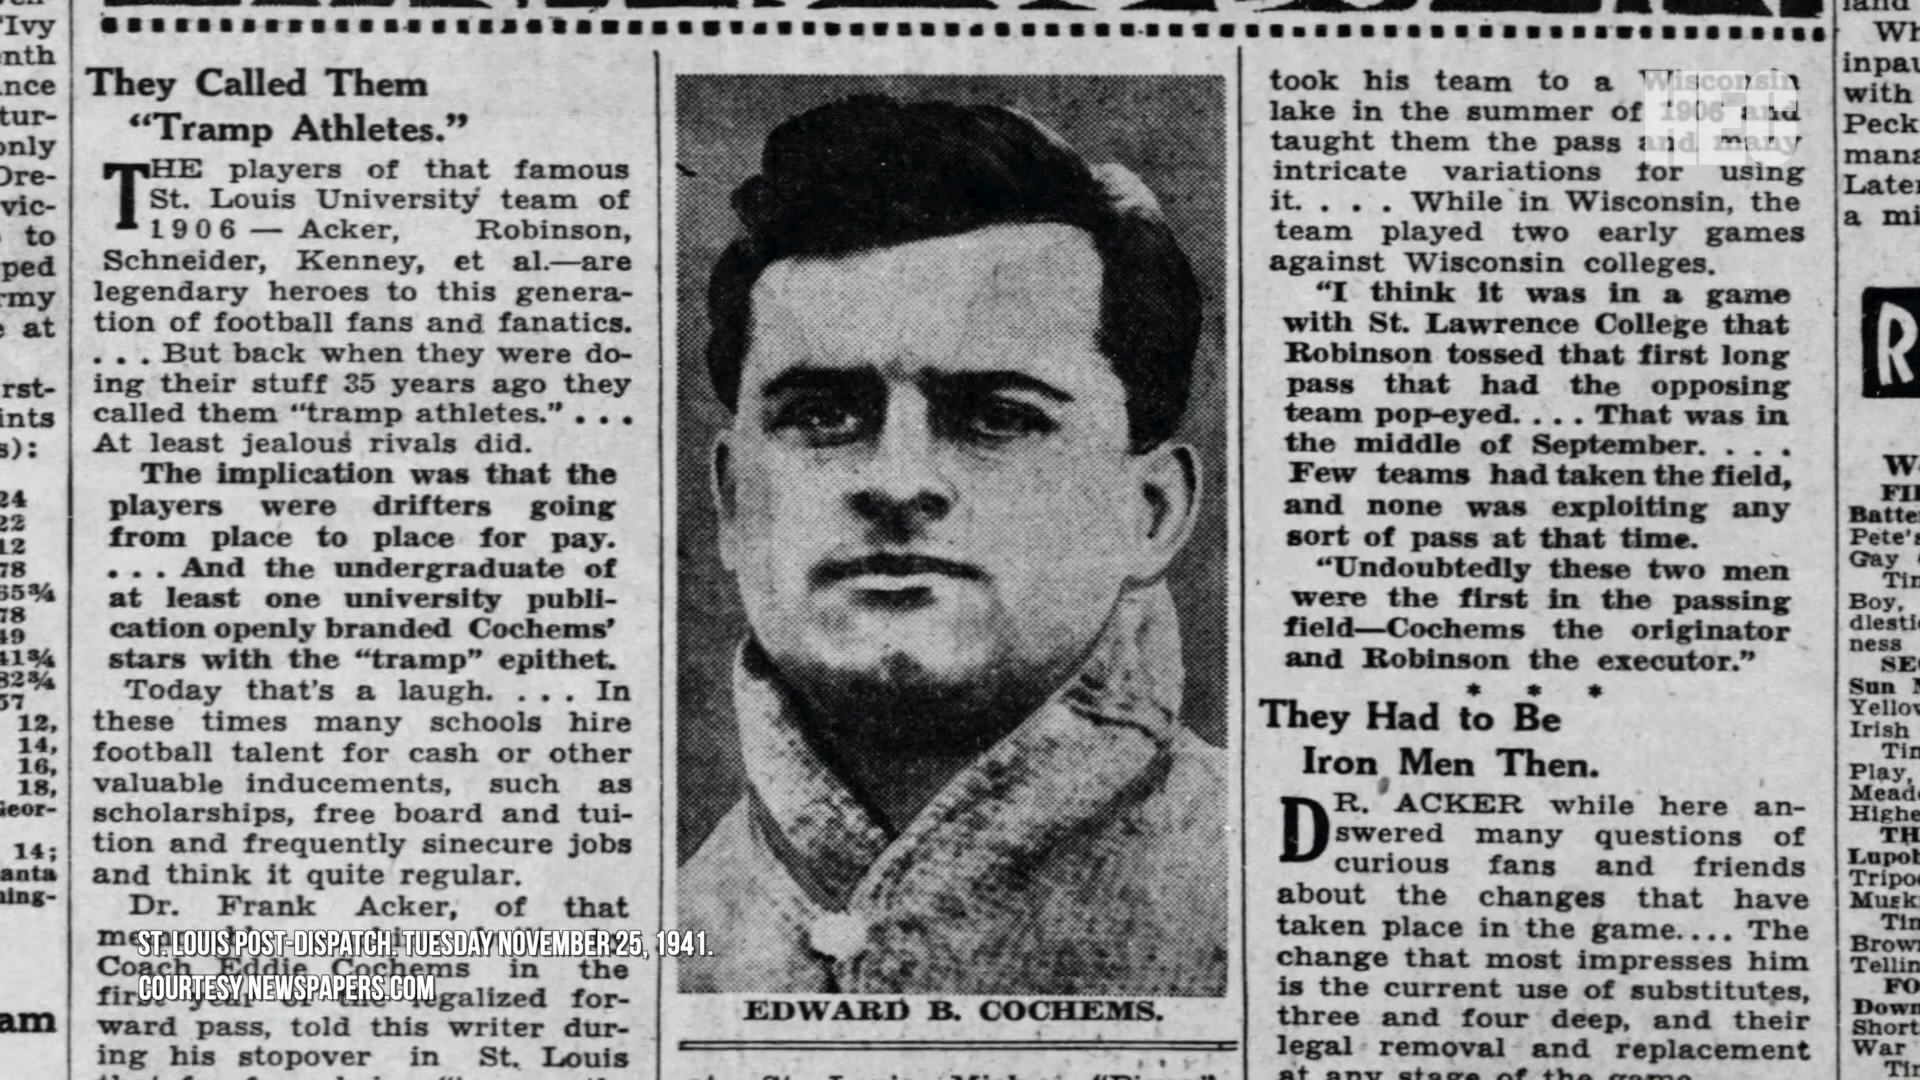 They Called Them
"Tramp Athletes."
THE players of that famous
St. Louis University team of
1906 — Acker, Robinson,
Schneider, Kenney, et al.—are
legendary heroes to this genera-
tion of football fans and fanatics.
. . . But back when they were do-
ing their stuff 35 years ago they
called them "tramp athletes." . . .
At least jealous rivals did.
The implication was that the
players were drifters going
from place to place for pay.
. . . And the undergraduate of
at least one university publi-
cation openly branded Cochems'
stars with the "tramp" epithet.
Today that's a laugh. . . . In
these times many schools hire
football talent for cash or other
valuable inducements, such as
scholarships, free board and tui-
tion and frequently sinecure jobs
and think it quite regular.
Dr. Frank Acker, of that
Coach Eddie Cochems in the
legalized for-
ward pass, told this writer dur-
ing his stopover in St. Louis
ST. LOUIS POST-DISPATCH. TUESDAY NOVEMBER 25, 1941.
COURTESY NEWSPAPERS.COM
EDWARD B. COCHEMS.
took his team to a Wisconsin
lake in the summer of 1906 and
taught them the pass and many
intricate variations for using
it. . . . While in Wisconsin, the
team played two early games
against Wisconsin colleges.
"I think it was in a game
with St. Lawrence College that
Robinson tossed that first long
pass that had the opposing
team pop-eyed. . . . That was in
the middle of September. . . .
Few teams had taken the field,
and none was exploiting any
sort of pass at that time.
"Undoubtedly these two men
were the first in the passing
field—Cochems the originator
and Robinson the executor."
* * *
They Had to Be
Iron Men Then.
DR. ACKER while here an-
swered many questions of
curious fans and friends
about the changes that have
taken place in the game.... The
change that most impresses him
is the current use of substitutes,
three and four deep, and their
legal removal and replacement
at any stage of the game